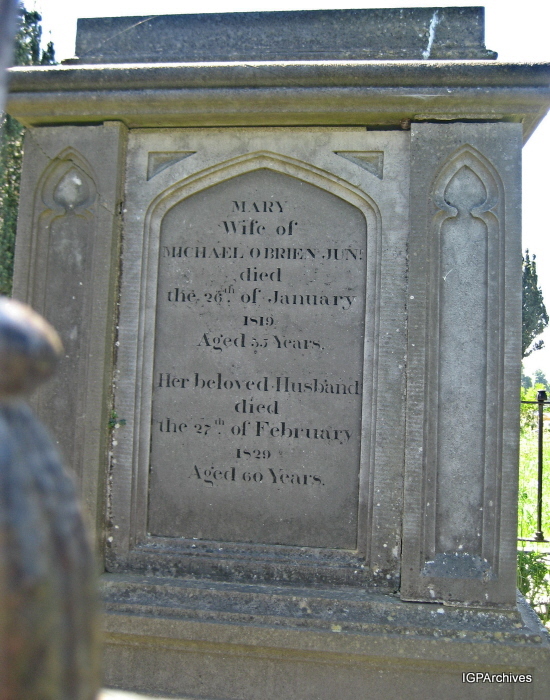 MARY
Wife of
MICHAEL O'BRIEN JUNR
died
the 26th of January
1819
Aged 55 Years.
Her beloved Husband
died
the 27th of February
1829
Aged 60 Years.
IGPArchives